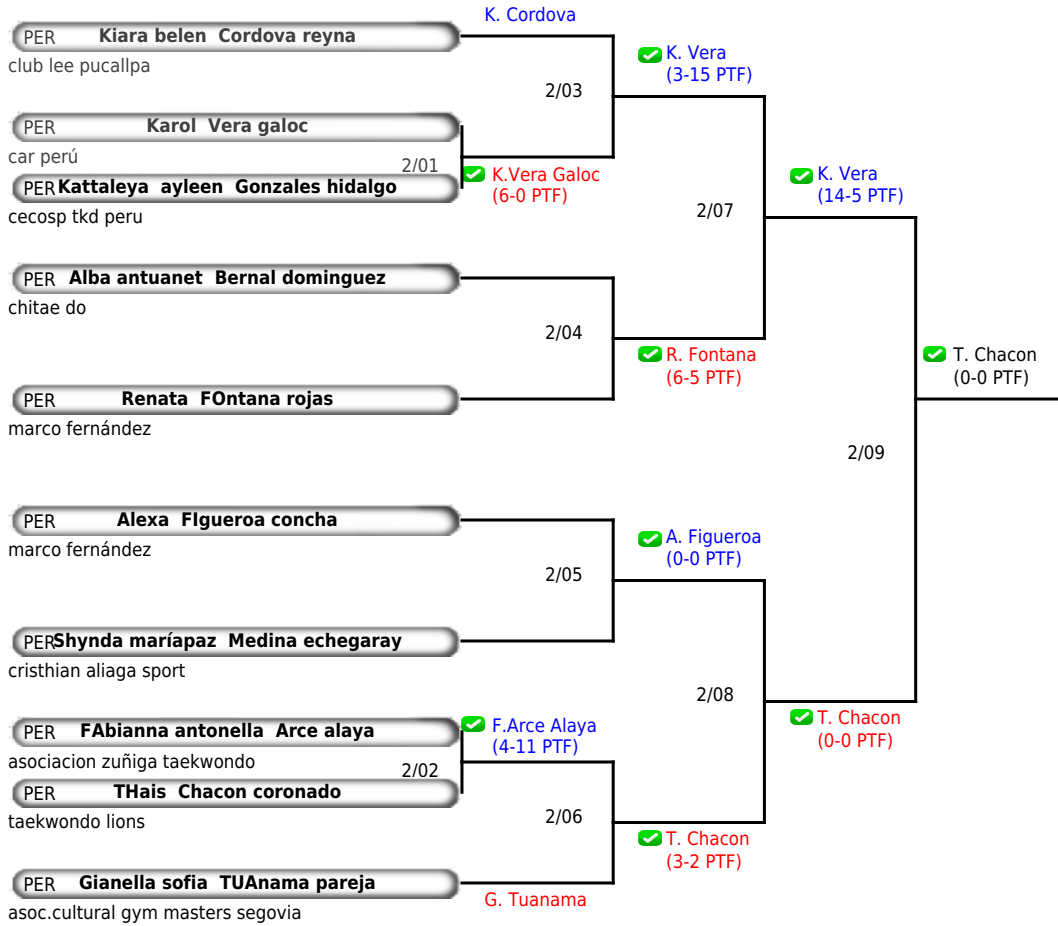 K. Cordova
PER Kiara belen Cordova reyna
club lee pucallpa
K. Vera
(3-15 PTF)
2/03
PER Karol Vera galoc
car perú
2/01
K.Vera Galoc
(6-0 PTF)
K. Vera
(14-5 PTF)
PER Kattaleya ayleen Gonzales hidalgo
cecosp tkd peru
2/07
PER Alba antuanet Bernal dominguez
chitae do
2/04
R. Fontana
(6-5 PTF)
T. Chacon
(0-0 PTF)
PER Renata FOntana rojas
marco fernández
2/09
PER Alexa FIgueroa concha
marco fernández
A. Figueroa
(0-0 PTF)
2/05
PER Shynda maríapaz Medina echegaray
cristhian aliaga sport
2/08
T. Chacon
(0-0 PTF)
PER FAbianna antonella Arce alaya
asociacion zuñiga taekwondo
F.Arce Alaya
(4-11 PTF)
2/02
PER THais Chacon coronado
taekwondo lions
2/06
T. Chacon
(3-2 PTF)
PER Gianella sofia TUAnama pareja
asoc.cultural gym masters segovia
G. Tuanama